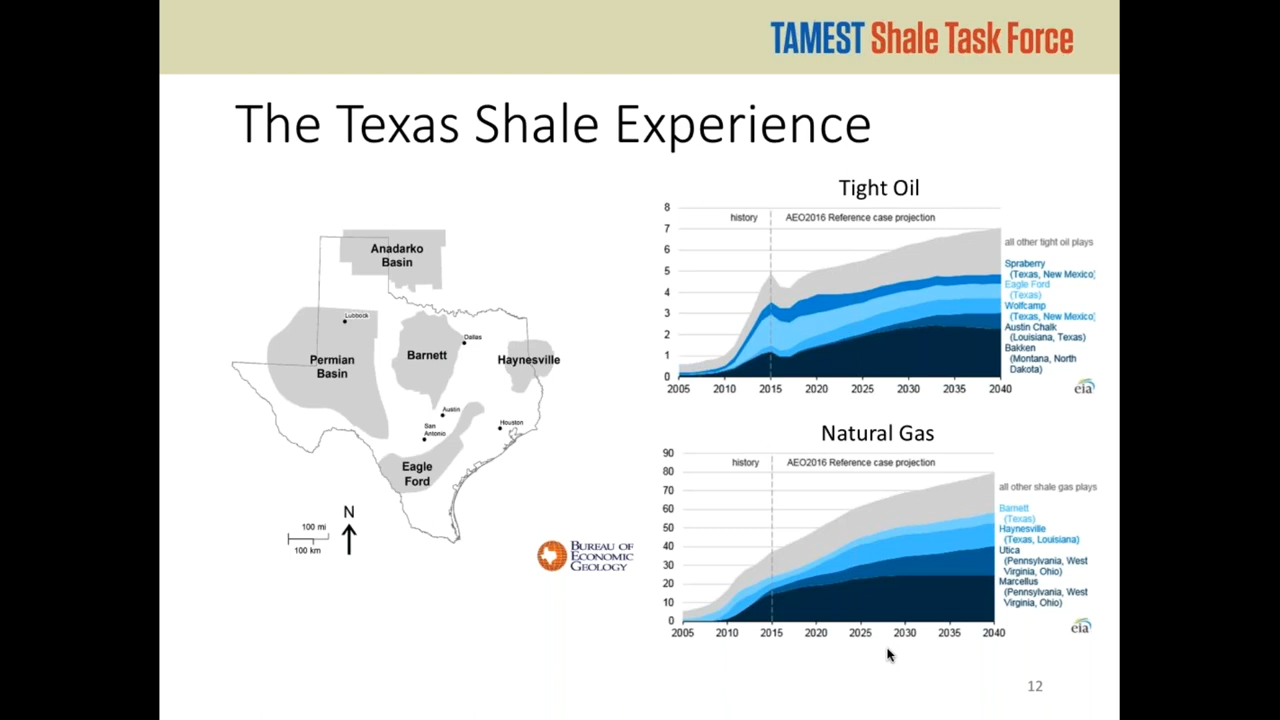 TAMEST Shale Task Force
The Texas Shale Experience
Anadarko
Basin
Lubbock
Permian
Basin
Barnett
Dallas
Haynesville
Austin
San
Antonio
Houston
Eagle
Ford
N
100 mi
100 km
BUREAU OF
ECONOMIC
GEOLOGY
Tight Oil
8
7
6
5
4
3
2
1
0
history
AEO2016 Reference case projection
2005 2010 2015 2020 2025 2030 2035 2040
all other tight oil plays
Spraberry
(Texas, New Mexico)
Eagle Ford
(Texas)
Wolfcamp
(Texas, New Mexico)
Austin Chalk
(Louisiana, Texas)
Bakken
(Montana, North
Dakota)
eia
Natural Gas
90
80
70
60
50
40
30
20
10
0
history
AEO2016 Reference case projection
2005 2010 2015 2020 2025 2030 2035 2040
all other shale gas plays
Barnett
(Texas)
Haynesville
(Texas, Louisiana)
Utica
(Pennsylvania, West
Virginia, Ohio)
Marcellus
(Pennsylvania, West
Virginia, Ohio)
eia
12